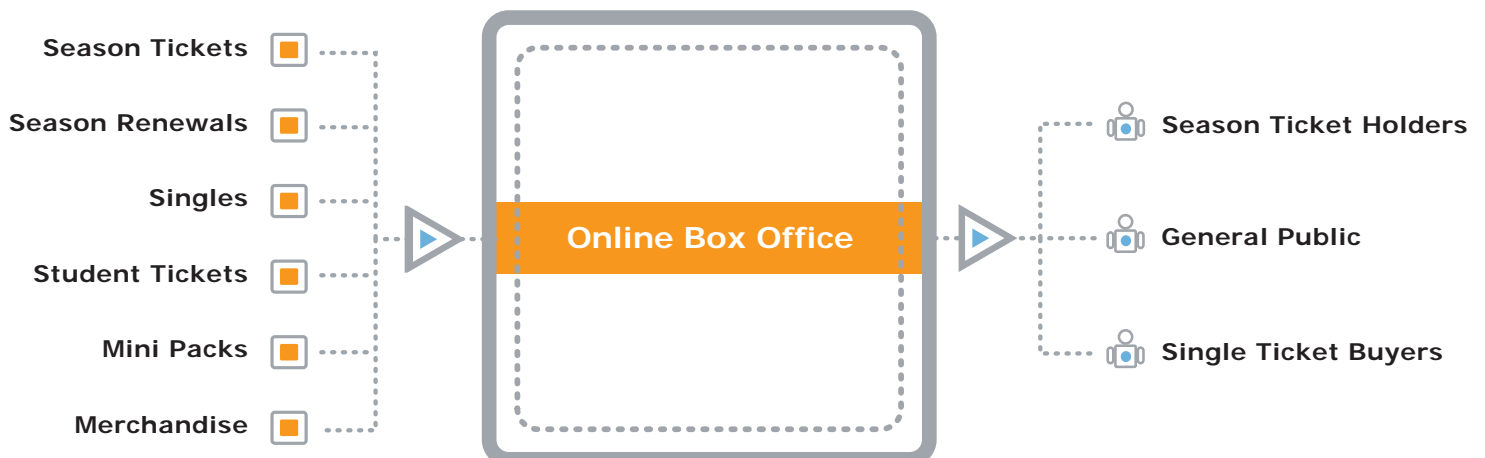 Season Tickets
Season Renewals
Singles
Student Tickets
Mini Packs
Merchandise
Online Box Office
Season Ticket Holders
General Public
Single Ticket Buyers